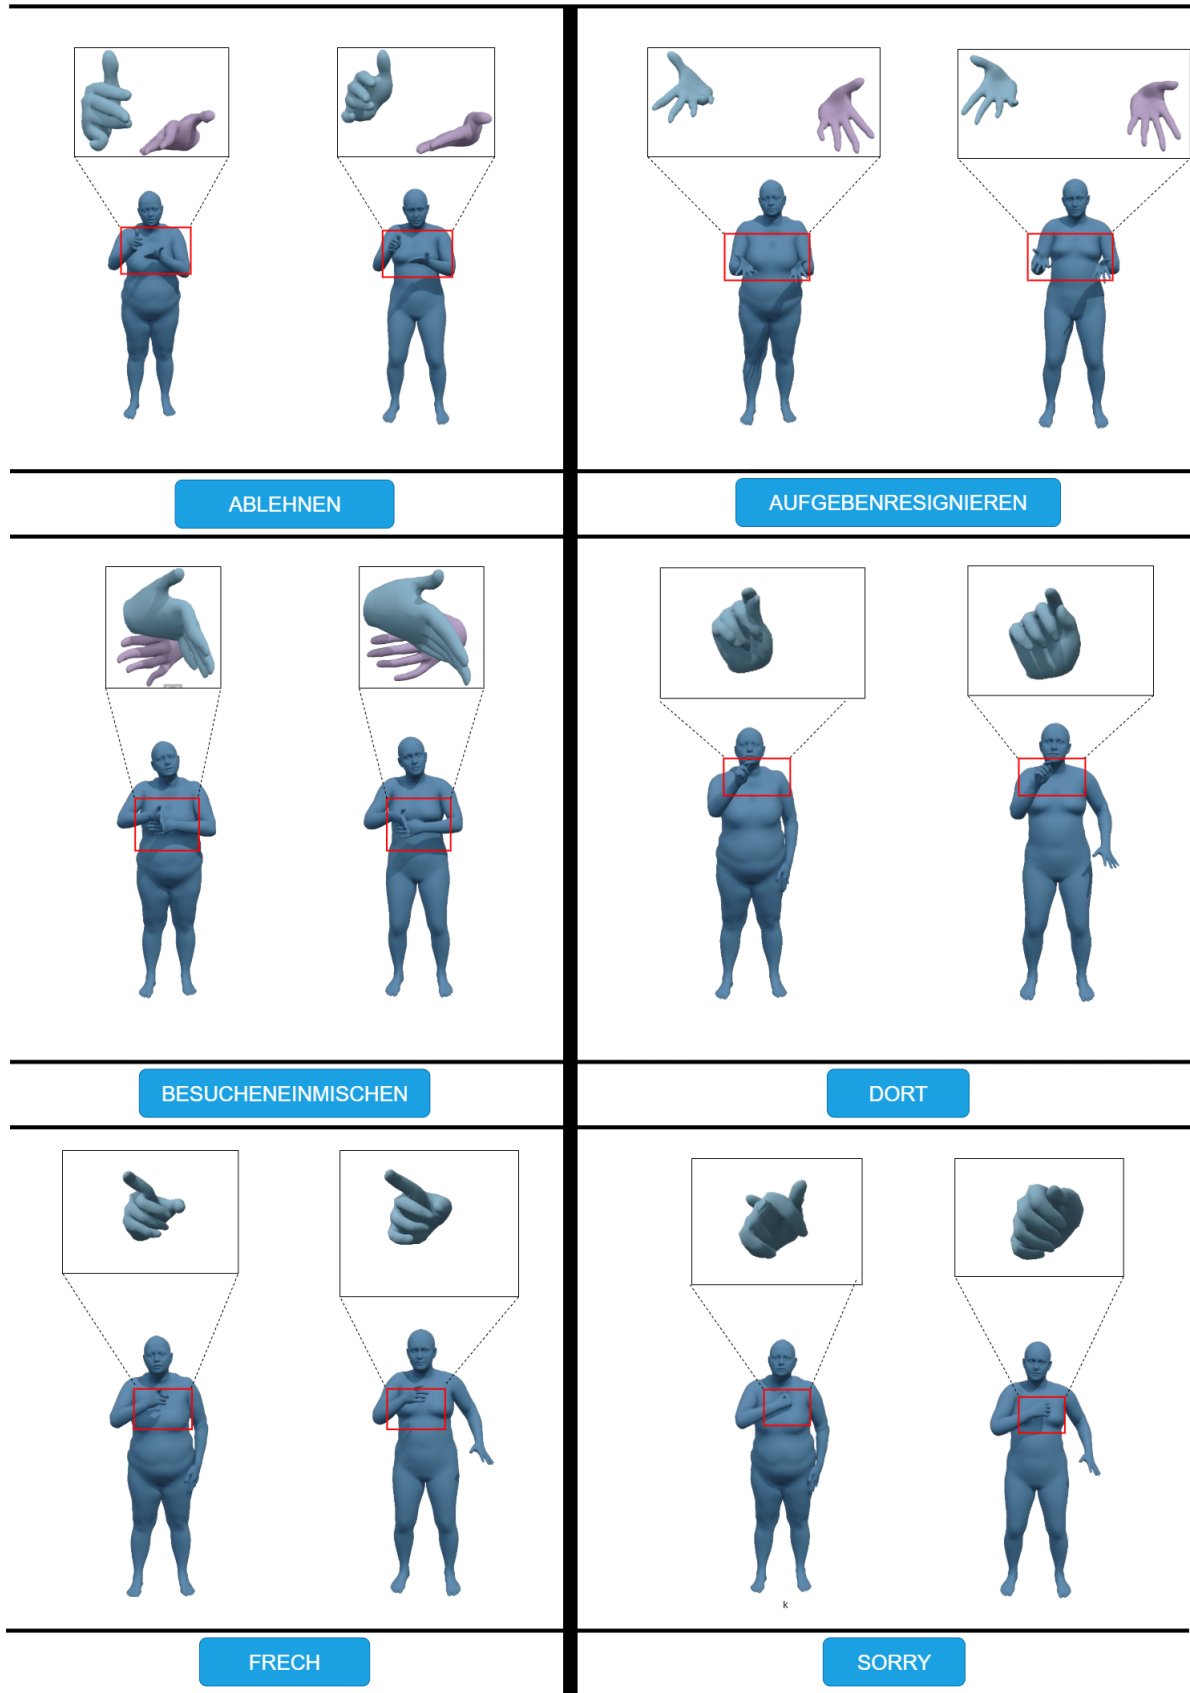 ABLEHNEN
AUFGEBENRESIGNIEREN
BESUCHENEINMISCHEN
DORT
k
FRECH
SORRY